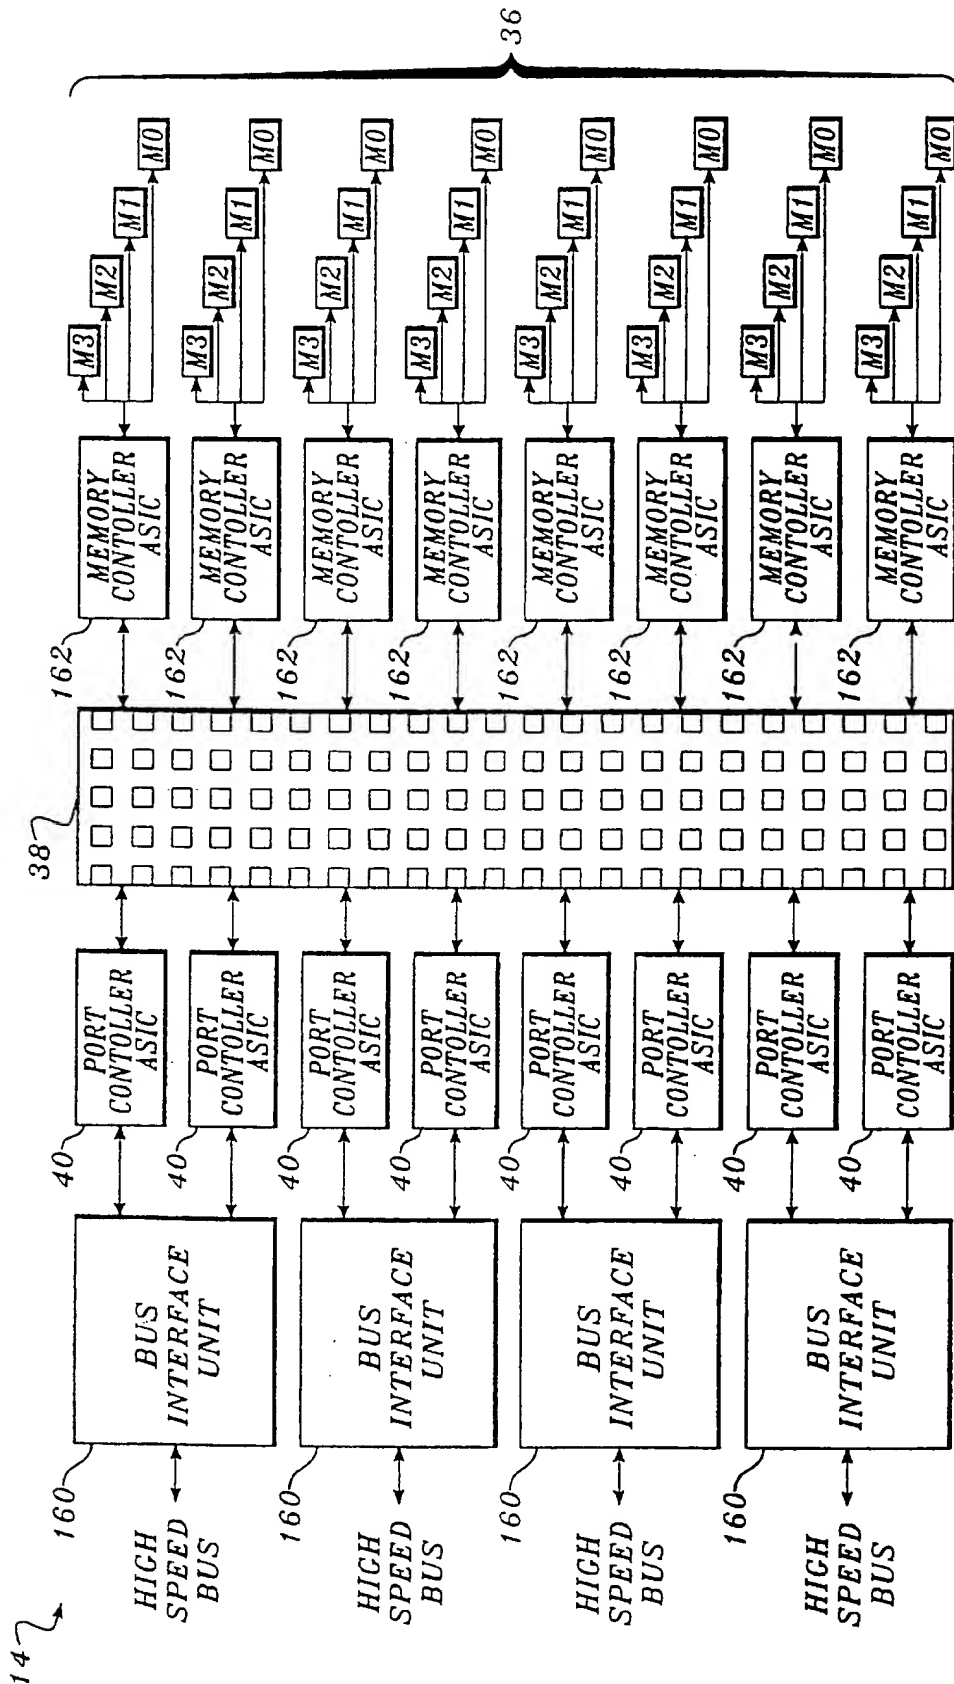 14
HIGH
SPEED
BUS
160
BUS
INTERFACE
UNIT
40
PORT
CONTOLLER
ASIC
38
162
MEMORY
CONTOLLER
ASIC
M3
M2
M1
M0
40
PORT
CONTOLLER
ASIC
162
MEMORY
CONTOLLER
ASIC
M3
M2
M1
M0
HIGH
SPEED
BUS
160
BUS
INTERFACE
UNIT
40
PORT
CONTOLLER
ASIC
162
MEMORY
CONTOLLER
ASIC
M3
M2
M1
M0
40
PORT
CONTOLLER
ASIC
162
MEMORY
CONTOLLER
ASIC
M3
M2
M1
M0
36
HIGH
SPEED
BUS
160
BUS
INTERFACE
UNIT
40
PORT
CONTOLLER
ASIC
162
MEMORY
CONTOLLER
ASIC
M3
M2
M1
M0
40
PORT
CONTOLLER
ASIC
162
MEMORY
CONTOLLER
ASIC
M3
M2
M1
M0
HIGH
SPEED
BUS
160
BUS
INTERFACE
UNIT
40
PORT
CONTOLLER
ASIC
162
MEMORY
CONTOLLER
ASIC
M3
M2
M1
M0
40
PORT
CONTOLLER
ASIC
162
MEMORY
CONTOLLER
ASIC
M3
M2
M1
M0